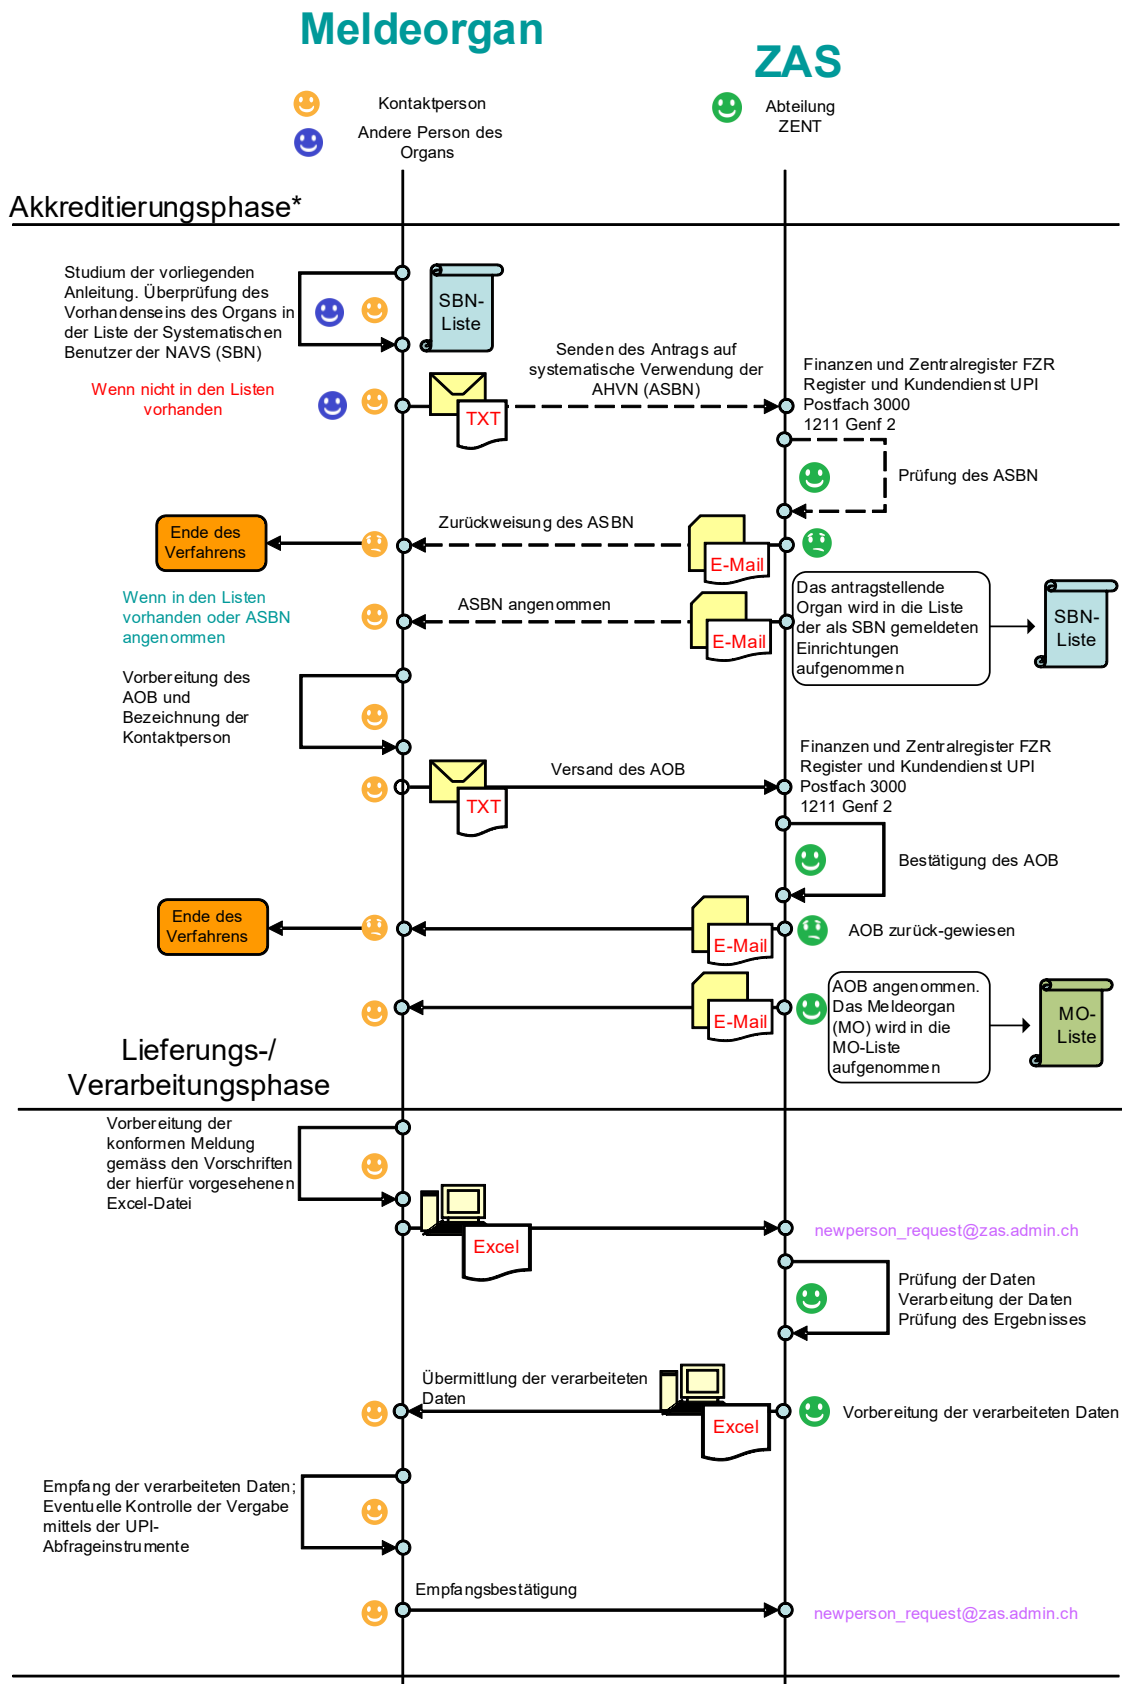 Meldeorgan
ZAS
Kontaktperson
Andere Person des
Organs
Abteilung
ZENT
Akkreditierungsphase*
Studium der vorliegenden
Anleitung. Überprüfung des
Vorhandenseins des Organs in
der Liste der Systematischen
Benutzer der NAVS (SBN)
SBN-
Liste
Wenn nicht in den Listen
vorhanden
TXT
Senden des Antrags auf
systematische Verwendung der
AHVN (ASBN)
Finanzen und Zentralregister FZR
Register und Kundendienst UPI
Postfach 3000
1211 Genf 2
Prüfung des ASBN
Ende des
Verfahrens
Zurückweisung des ASBN
E-Mail
Wenn in den Listen
vorhanden oder ASBN
angenommen
ASBN angenommen
E-Mail
Das antragstellende
Organ wird in die Liste
der als SBN gemeldeten
Einrichtungen
aufgenommen
SBN-
Liste
Vorbereitung des
AOB und
Bezeichnung der
Kontaktperson
TXT
Versand des AOB
Finanzen und Zentralregister FZR
Register und Kundendienst UPI
Postfach 3000
1211 Genf 2
Bestätigung des AOB
Ende des
Verfahrens
E-Mail
AOB zurück-gewiesen
E-Mail
AOB angenommen.
Das Meldeorgan
(MO) wird in die
MO-Liste
aufgenommen
MO-
Liste
Lieferungs-/
Verarbeitungsphase
Vorbereitung der
konformen Meldung
gemäss den Vorschriften
der hierfür vorgesehenen
Excel-Datei
Excel
newperson_request@zas.admin.ch
Prüfung der Daten
Verarbeitung der Daten
Prüfung des Ergebnisses
Übermittlung der verarbeiteten
Daten
Excel
Vorbereitung der verarbeiteten Daten
Empfang der verarbeiteten Daten;
Eventuelle Kontrolle der Vergabe
mittels der UPI-
Abfrageinstrumente
Empfangsbestätigung
newperson_request@zas.admin.ch